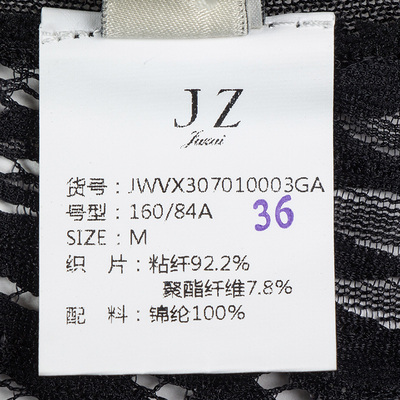 JZ
Juzui
货号：JWVX307010003GA
号型：160/84A
36
SIZE：M
织 片：粘纤92.2%
聚酯纤维7.8%
配 料：锦纶100%